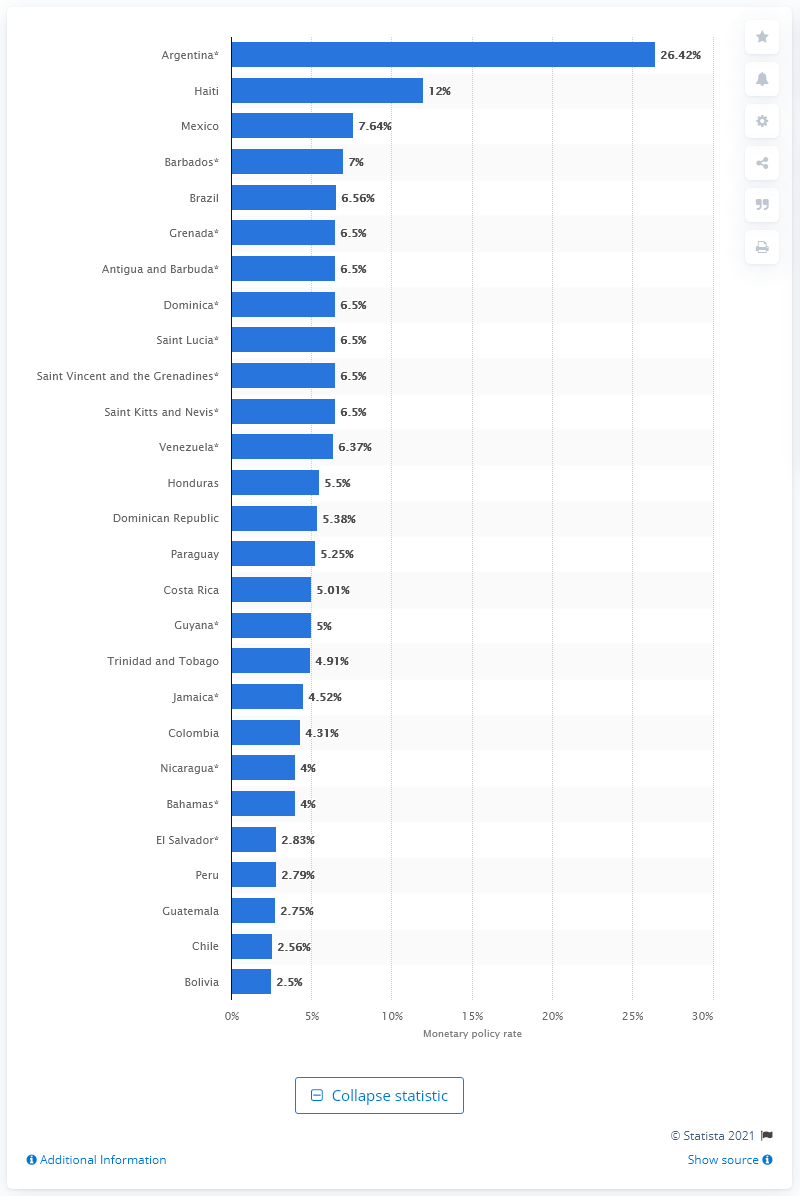 Argentina* 26.42%
Haiti 12%
Mexico 7.64%
Barbados* 7%
Brazil 6.56%
Grenada* 6.5%
Antigua and Barbuda* 6.5%
Dominica* 6.5%
Saint Lucia* 6.5%
Saint Vincent and the Grenadines* 6.5%
Saint Kitts and Nevis* 6.5%
Venezuela* 6.37%
Honduras 5.5%
Dominican Republic 5.38%
Paraguay 5.25%
Costa Rica 5.01%
Guyana* 5%
Trinidad and Tobago 4.91%
Jamaica* 4.52%
Colombia 4.31%
Nicaragua* 4%
Bahamas* 4%
El Salvador* 2.83%
Peru 2.79%
Guatemala 2.75%
Chile 2.56%
Bolivia 2.5%
0% 5% 10% 15% 20% 25% 30%
Monetary policy rate
Collapse statistic
© Statista 2021
Additional Information Show source